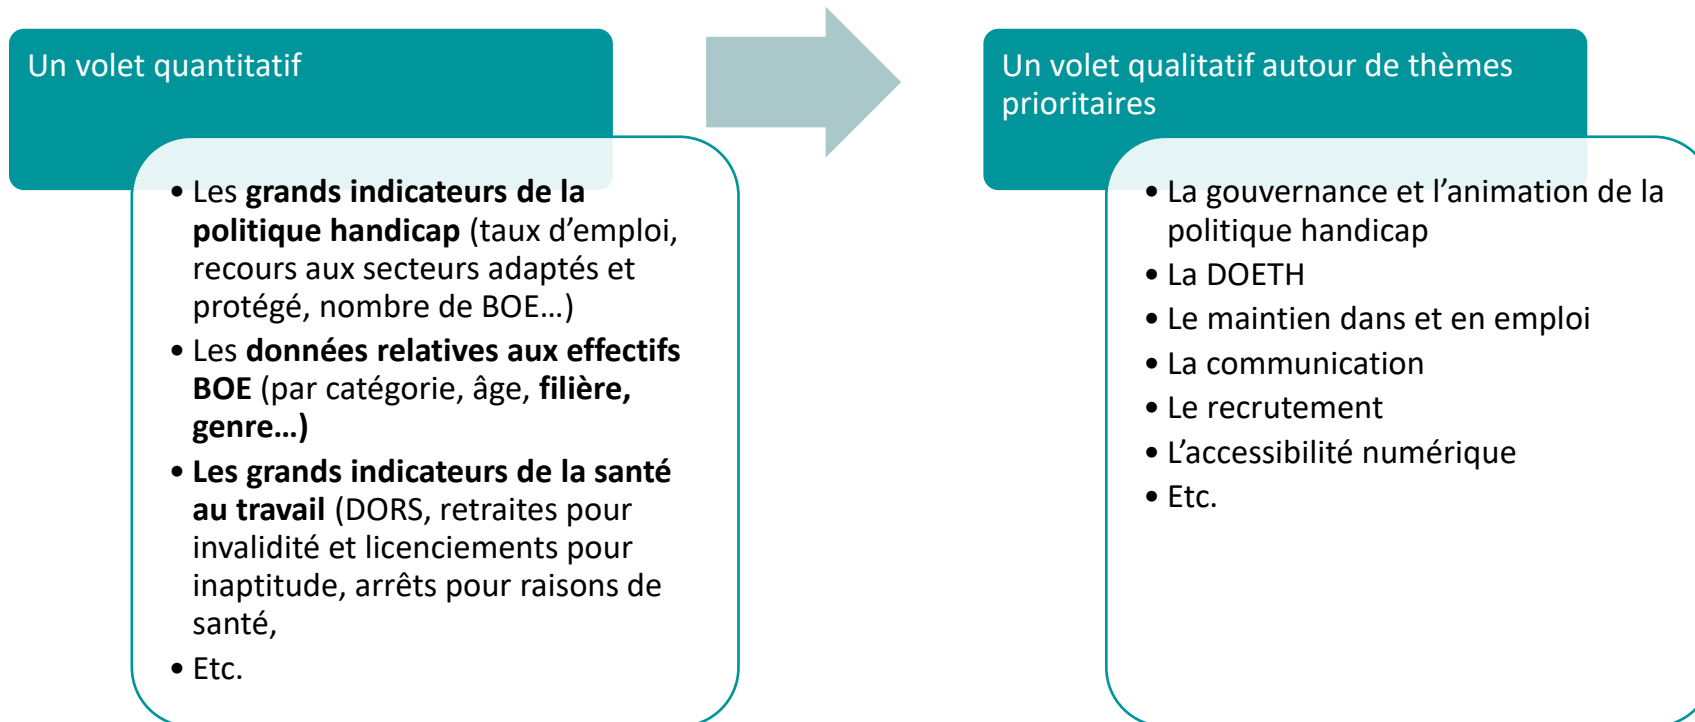 Un volet quantitatif
• Les grands indicateurs de la
politique handicap (taux d’emploi,
recours aux secteurs adaptés et
protégé, nombre de BOE…)
• Les données relatives aux effectifs
BOE (par catégorie, âge, filière,
genre…)
• Les grands indicateurs de la santé
au travail (DORS, retraites pour
invalidité et licenciements pour
inaptitude, arrêts pour raisons de
santé,
• Etc.
Un volet qualitatif autour de thèmes
prioritaires
• La gouvernance et l’animation de la
politique handicap
• La DOETH
• Le maintien dans et en emploi
• La communication
• Le recrutement
• L’accessibilité numérique
• Etc.